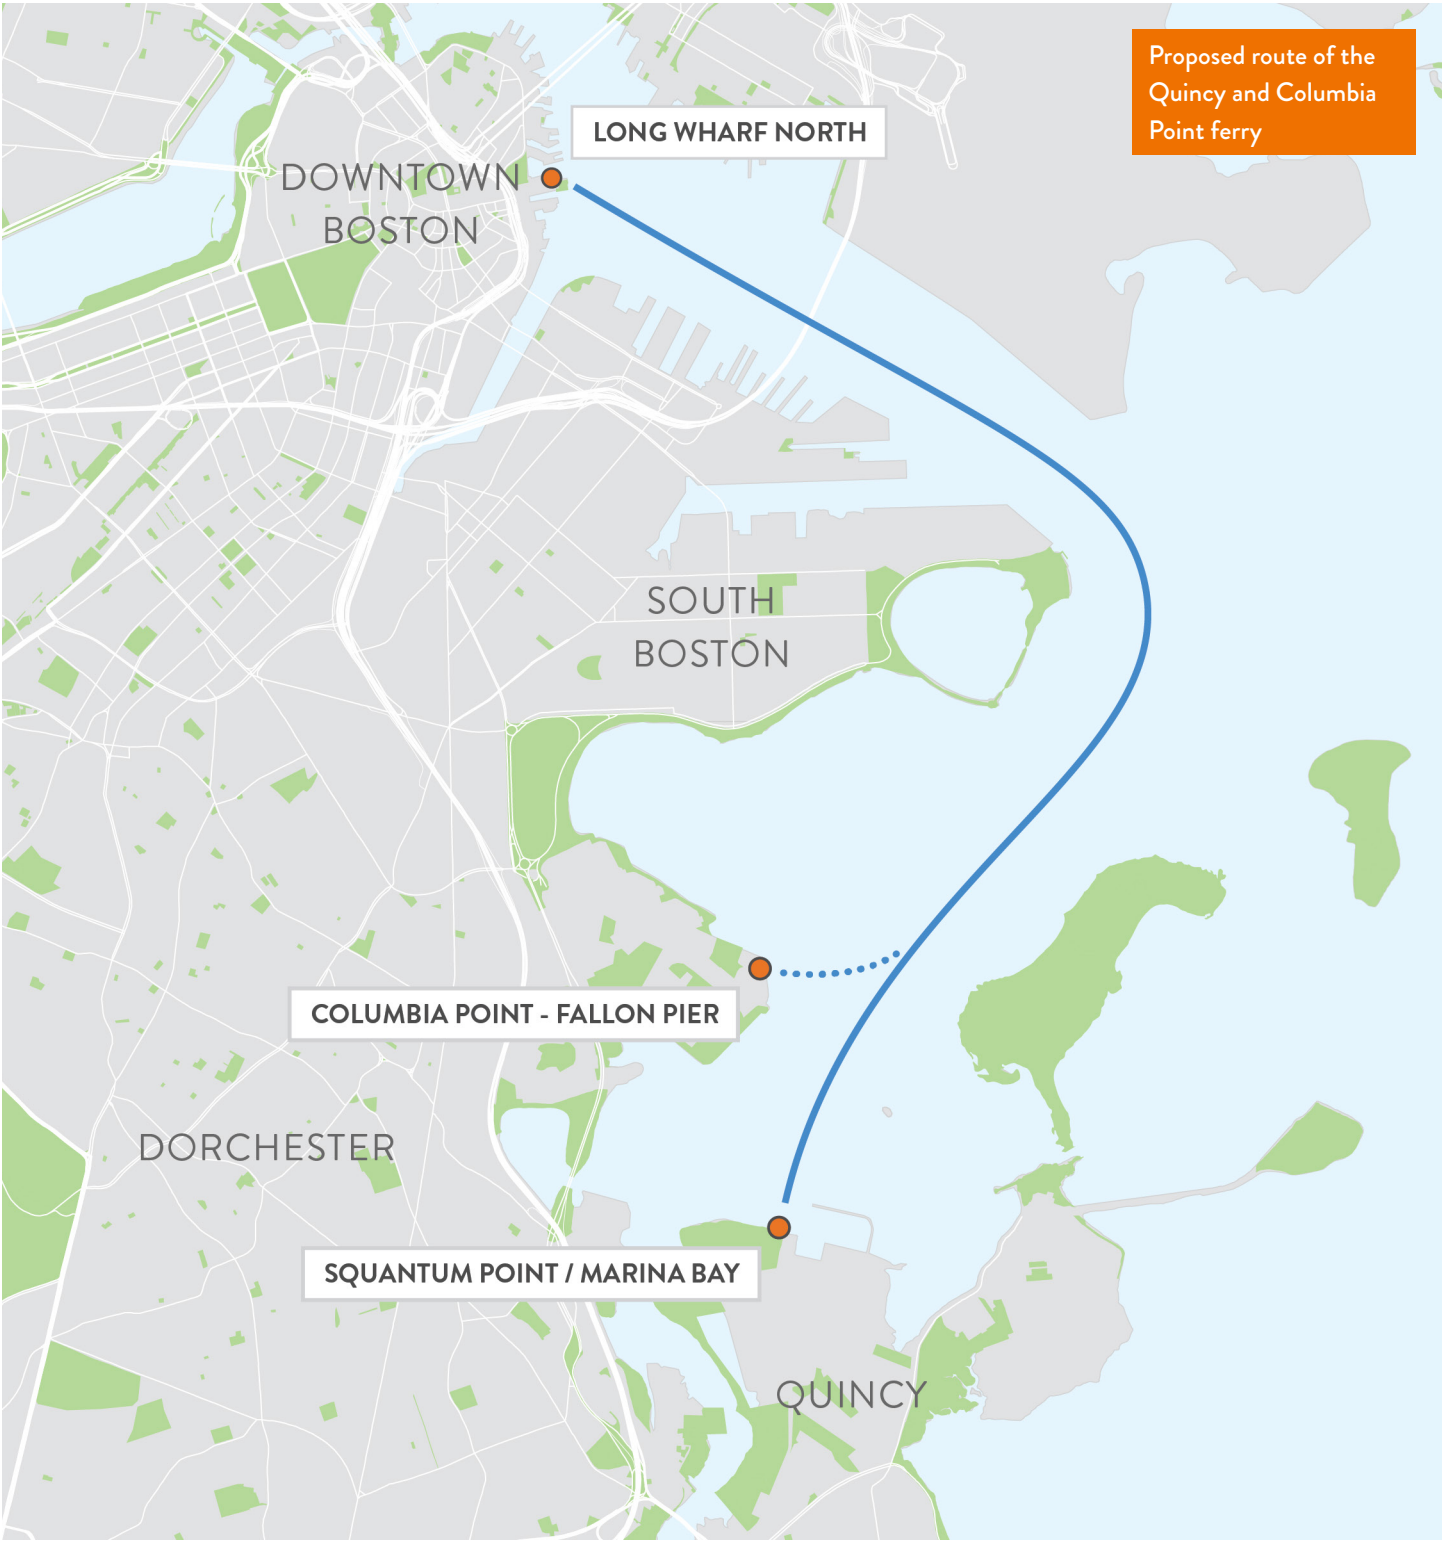 Proposed route of the
Quincy and Columbia
Point ferry
LONG WHARF NORTH
DOWNTOWN
BOSTON
SOUTH
BOSTON
COLUMBIA POINT - FALLON PIER
DORCHESTER
SQUANTUM POINT / MARINA BAY
QUINCY